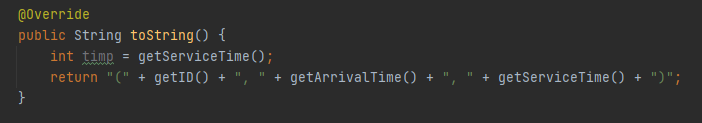 @Override
public String toString() {
    int timp = getServiceTime();
    return "(" + getID() + ", " + getArrivalTime() + ", " + getServiceTime() + ")";
}